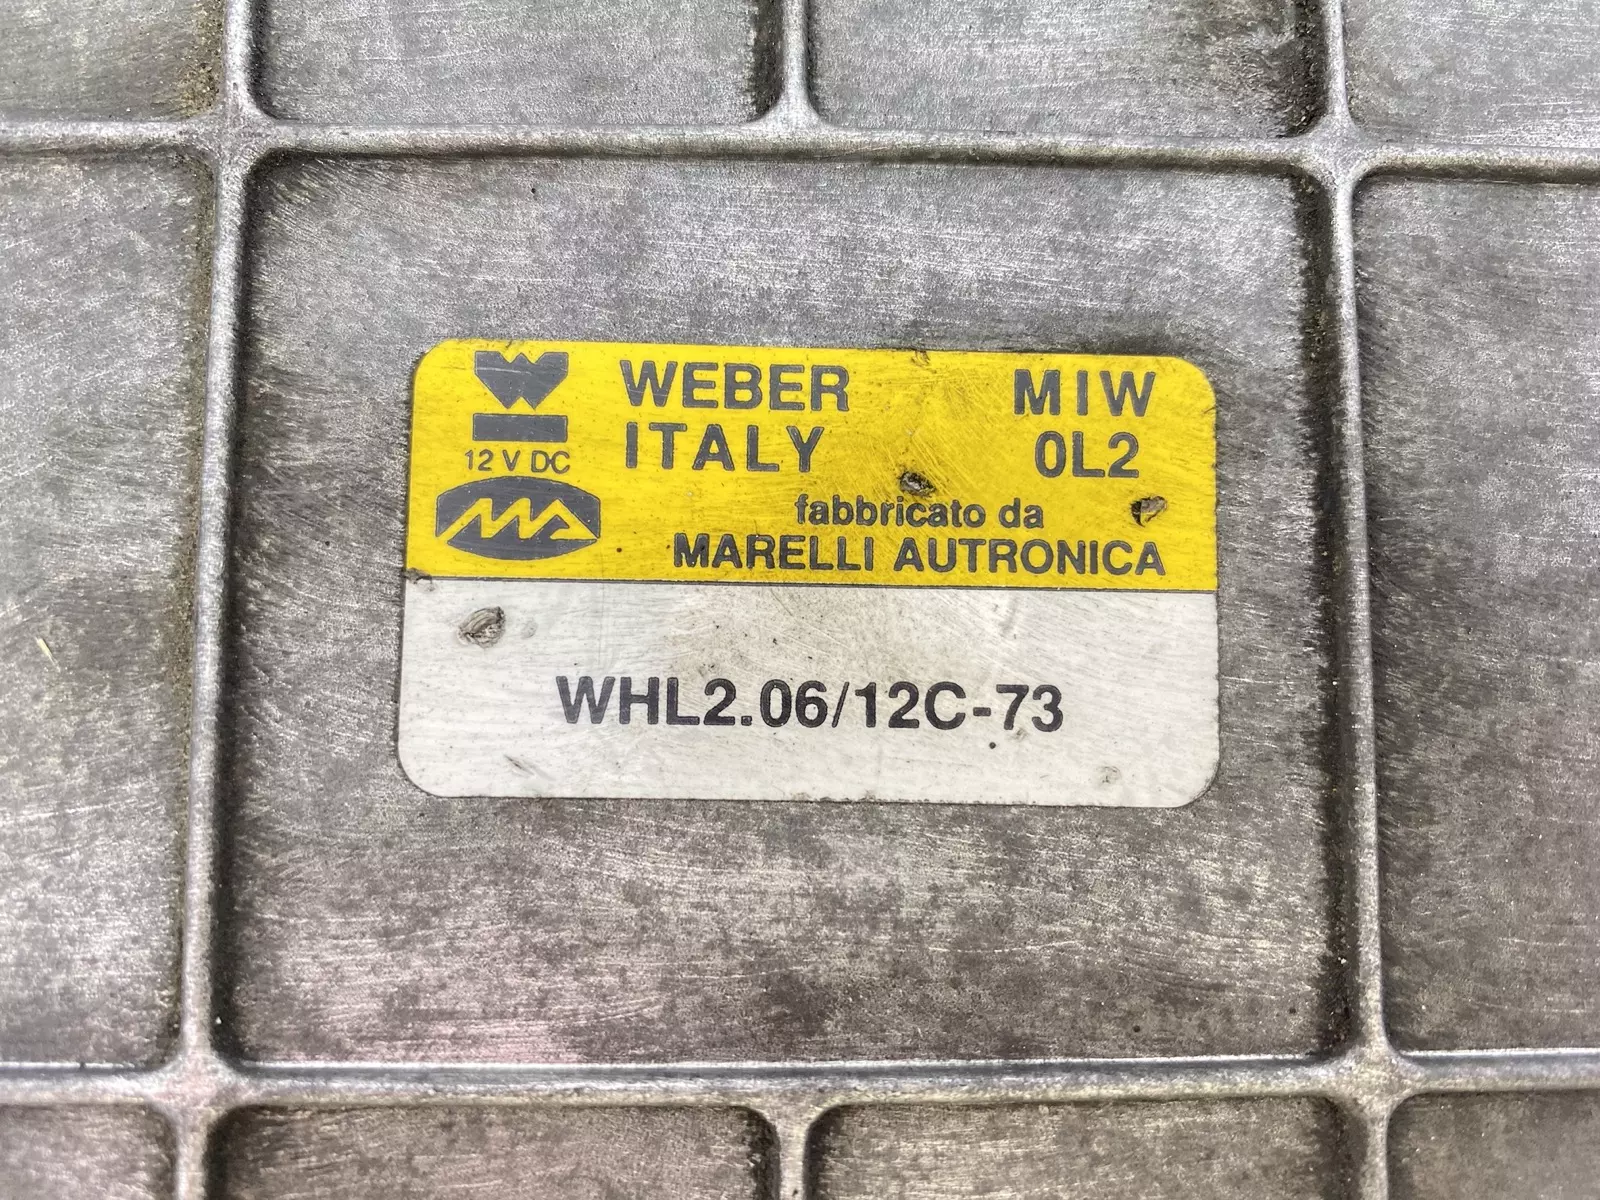 WEBER MIW
ITALY 0L2
12 V DC
fabbricato da
MARELLI AUTRONICA
WHL2.06/12C-73